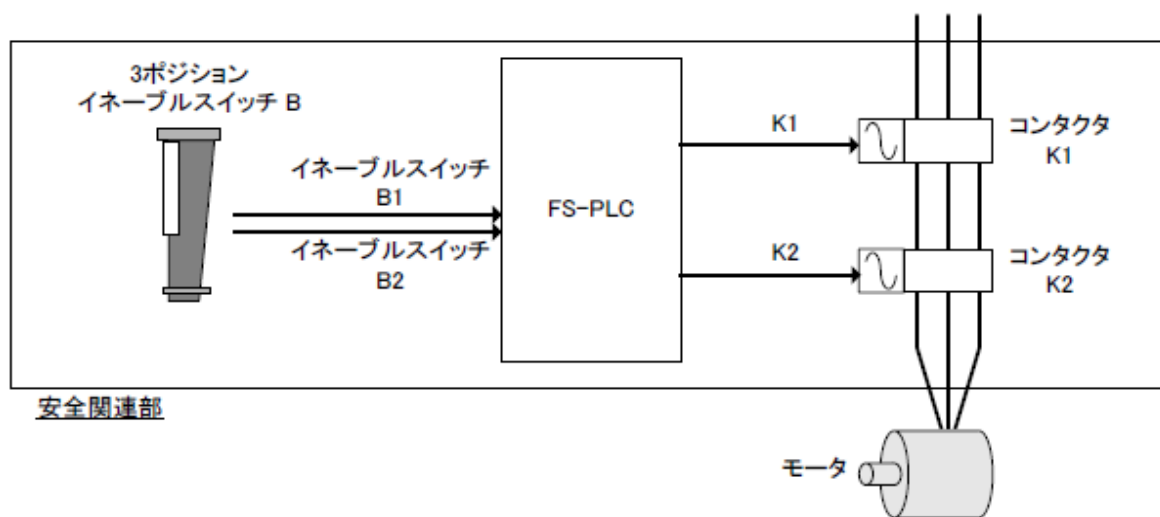 3ポジション
イネーブルスイッチ B
イネーブルスイッチ
B1
イネーブルスイッチ
B2
FS-PLC
K1
K2
コンタクタ
K1
コンタクタ
K2
安全関連部
モータ